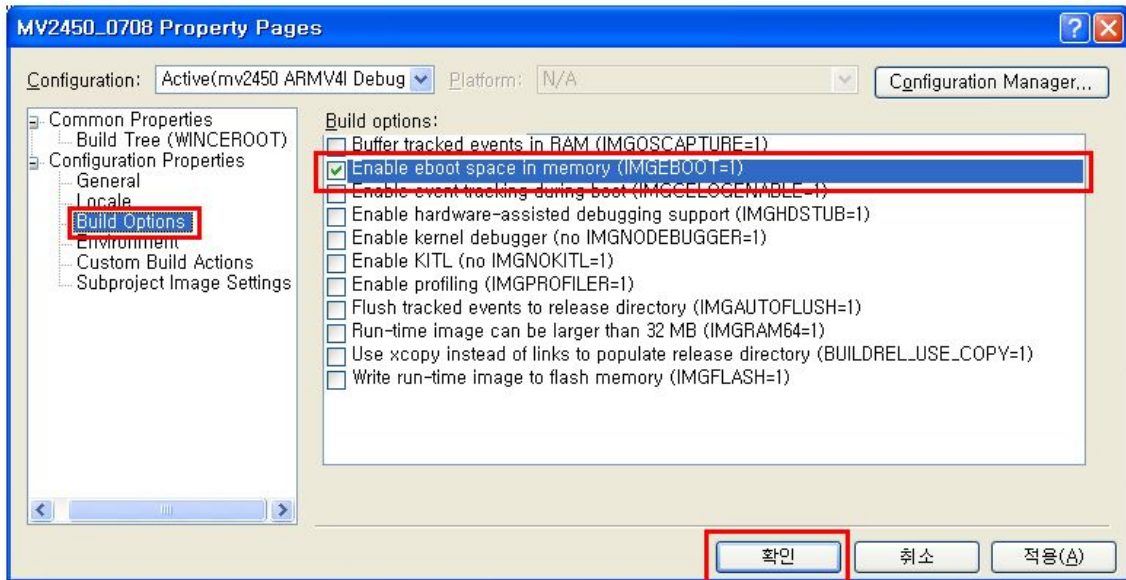 MV2450_0708 Property Pages
Configuration: Active(mv2450 ARMV4I Debug Platform: N/A Configuration Manager...
Common Properties
Build Tree (WINCEROOT)
Configuration Properties
General
Locale
Build Options
Environment
Custom Build Actions
Subproject Image Settings
Build options:
Buffer tracked events in RAM (IMGOSCAPTURE=1)
Enable eboot space in memory (IMGEBOOT=1)
Enable event tracking during boot (IMGCELOGENABLE=1)
Enable hardware-assisted debugging support (IMGHDSTUB=1)
Enable kernel debugger (no IMGNODEBUGGER=1)
Enable KITL (no IMGNOKITL=1)
Enable profiling (IMGPROFILER=1)
Flush tracked events to release directory (IMGAUTOFLUSH=1)
Run-time image can be larger than 32 MB (IMGRAM64=1)
Use xcopy instead of links to populate release directory (BUILDREL_USE_COPY=1)
Write run-time image to flash memory (IMGFLASH=1)
확인 취소 적용(A)